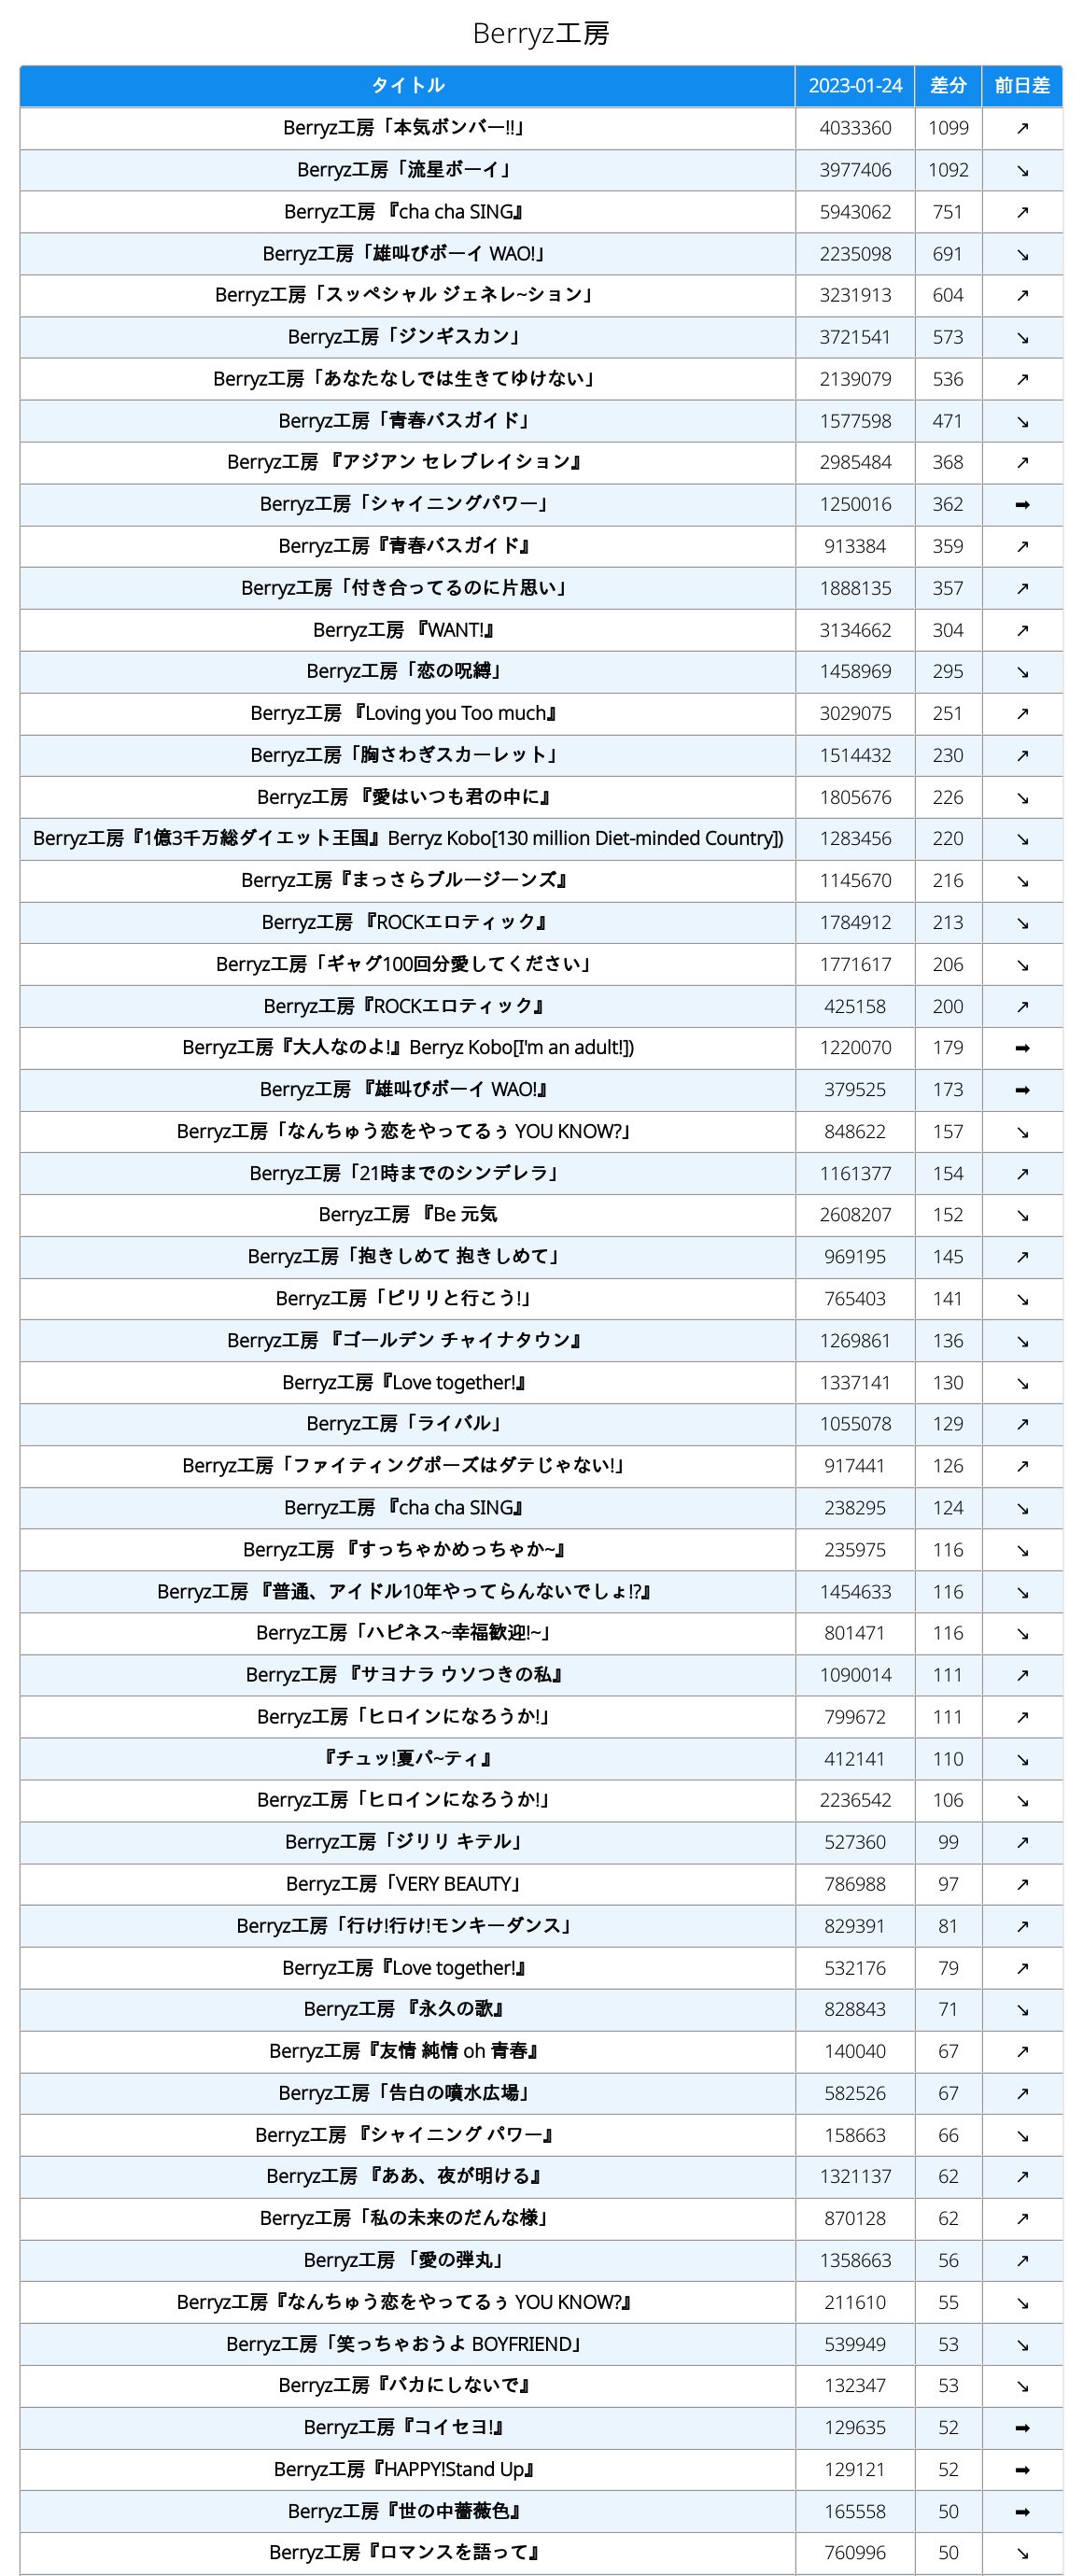 Berryz工房
タイトル 2023-01-24 差分 前日差
Berryz工房「本気ボンバー!!」 4033360 1099 ↗
Berryz工房「流星ボーイ」 3977406 1092 ↘
Berryz工房 『cha cha SING』 5943062 751 ↗
Berryz工房「雄叫びボーイ WAO!」 2235098 691 ↘
Berryz工房「スッペシャル ジェネレ~ション」 3231913 604 ↗
Berryz工房「ジンギスカン」 3721541 573 ↘
Berryz工房「あなたなしでは生きてゆけない」 2139079 536 ↗
Berryz工房「青春バスガイド」 1577598 471 ↘
Berryz工房 『アジアン セレブレイション』 2985484 368 ↗
Berryz工房「シャイニングパワー」 1250016 362 ➡
Berryz工房『青春バスガイド』 913384 359 ↗
Berryz工房「付き合ってるのに片思い」 1888135 357 ↗
Berryz工房 『WANT!』 3134662 304 ↗
Berryz工房「恋の呪縛」 1458969 295 ↘
Berryz工房 『Loving you Too much』 3029075 251 ↗
Berryz工房「胸さわぎスカーレット」 1514432 230 ↗
Berryz工房 『愛はいつも君の中に』 1805676 226 ↘
Berryz工房『1億3千万総ダイエット王国』Berryz Kobo[130 million Diet-minded Country]) 1283456 220 ↘
Berryz工房『まっさらブルージーンズ』 1145670 216 ↘
Berryz工房 『ROCKエロティック』 1784912 213 ↘
Berryz工房「ギャグ100回分愛してください」 1771617 206 ↘
Berryz工房『ROCKエロティック』 425158 200 ↗
Berryz工房『大人なのよ!』Berryz Kobo[I'm an adult!]) 1220070 179 ➡
Berryz工房 『雄叫びボーイ WAO!』 379525 173 ➡
Berryz工房「なんちゅう恋をやってるぅ YOU KNOW?」 848622 157 ↘
Berryz工房「21時までのシンデレラ」 1161377 154 ↗
Berryz工房 『Be 元気 2608207 152 ↘
Berryz工房「抱きしめて 抱きしめて」 969195 145 ↗
Berryz工房「ピリリと行こう!」 765403 141 ↘
Berryz工房 『ゴールデン チャイナタウン』 1269861 136 ↘
Berryz工房『Love together!』 1337141 130 ↘
Berryz工房「ライバル」 1055078 129 ↗
Berryz工房「ファイティングポーズはダテじゃない!」 917441 126 ↗
Berryz工房 『cha cha SING』 238295 124 ↘
Berryz工房 『すっちゃかめっちゃか~』 235975 116 ↘
Berryz工房 『普通、アイドル10年やってらんないでしょ!?』 1454633 116 ↘
Berryz工房「ハピネス~幸福歓迎!~」 801471 116 ↘
Berryz工房 『サヨナラ ウソつきの私』 1090014 111 ↗
Berryz工房「ヒロインになろうか!」 799672 111 ↗
『チュッ!夏パ~ティ』 412141 110 ↘
Berryz工房「ヒロインになろうか!」 2236542 106 ↘
Berryz工房「ジリリ キテル」 527360 99 ↗
Berryz工房「VERY BEAUTY」 786988 97 ↗
Berryz工房「行け!行け!モンキーダンス」 829391 81 ↗
Berryz工房『Love together!』 532176 79 ↗
Berryz工房 『永久の歌』 828843 71 ↘
Berryz工房『友情 純情 oh 青春』 140040 67 ↗
Berryz工房「告白の噴水広場」 582526 67 ↗
Berryz工房 『シャイニング パワー』 158663 66 ↘
Berryz工房 『ああ、夜が明ける』 1321137 62 ↗
Berryz工房「私の未来のだんな様」 870128 62 ↗
Berryz工房 「愛の弾丸」 1358663 56 ↗
Berryz工房『なんちゅう恋をやってるぅ YOU KNOW?』 211610 55 ↘
Berryz工房「笑っちゃおうよ BOYFRIEND」 539949 53 ↘
Berryz工房『バカにしないで』 132347 53 ↘
Berryz工房『コイセヨ!』 129635 52 ➡
Berryz工房『HAPPY!Stand Up』 129121 52 ➡
Berryz工房『世の中薔薇色』 165558 50 ➡
Berryz工房『ロマンスを語って』 760996 50 ↘